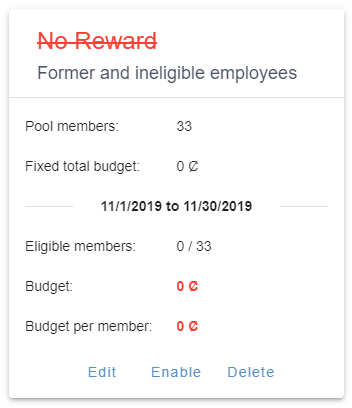 No Reward
Former and ineligible employees
Pool members: 33
Fixed total budget: 0 ₡
11/1/2019 to 11/30/2019
Eligible members: 0 / 33
Budget: 0 ₡
Budget per member: 0 ₡
Edit Enable Delete